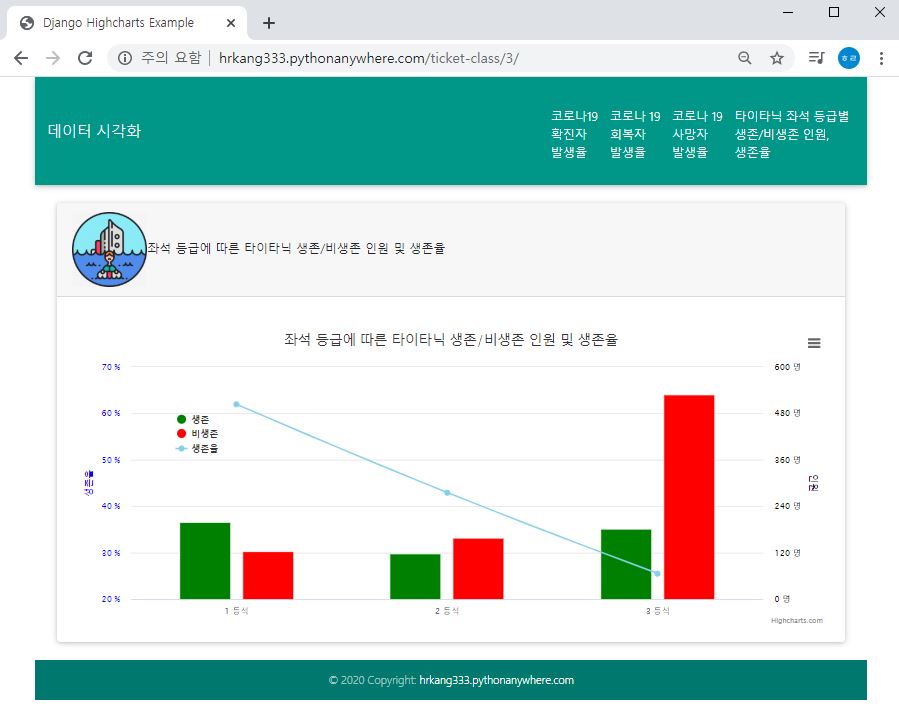 Django Highcharts Example
주의 요함
hrkang333.pythonanywhere.com/ticket-class/3/
데이터 시각화
코로나19
확진자
발생율
코로나 19
회복자
발생율
코로나 19
사망자
발생율
타이타닉 좌석 등급별
생존/비생존 인원,
생존율
좌석 등급에 따른 타이타닉 생존/비생존 인원 및 생존율
좌석 등급에 따른 타이타닉 생존/비생존 인원 및 생존율
70 %
60 %
50 %
40 %
30 %
20 %
생존율
생존
비생존
생존율
600 명
480 명
360 명
240 명
120 명
0 명
인원
1 등석
2 등석
3 등석
Highcharts.com
© 2020 Copyright: hrkang333.pythonanywhere.com